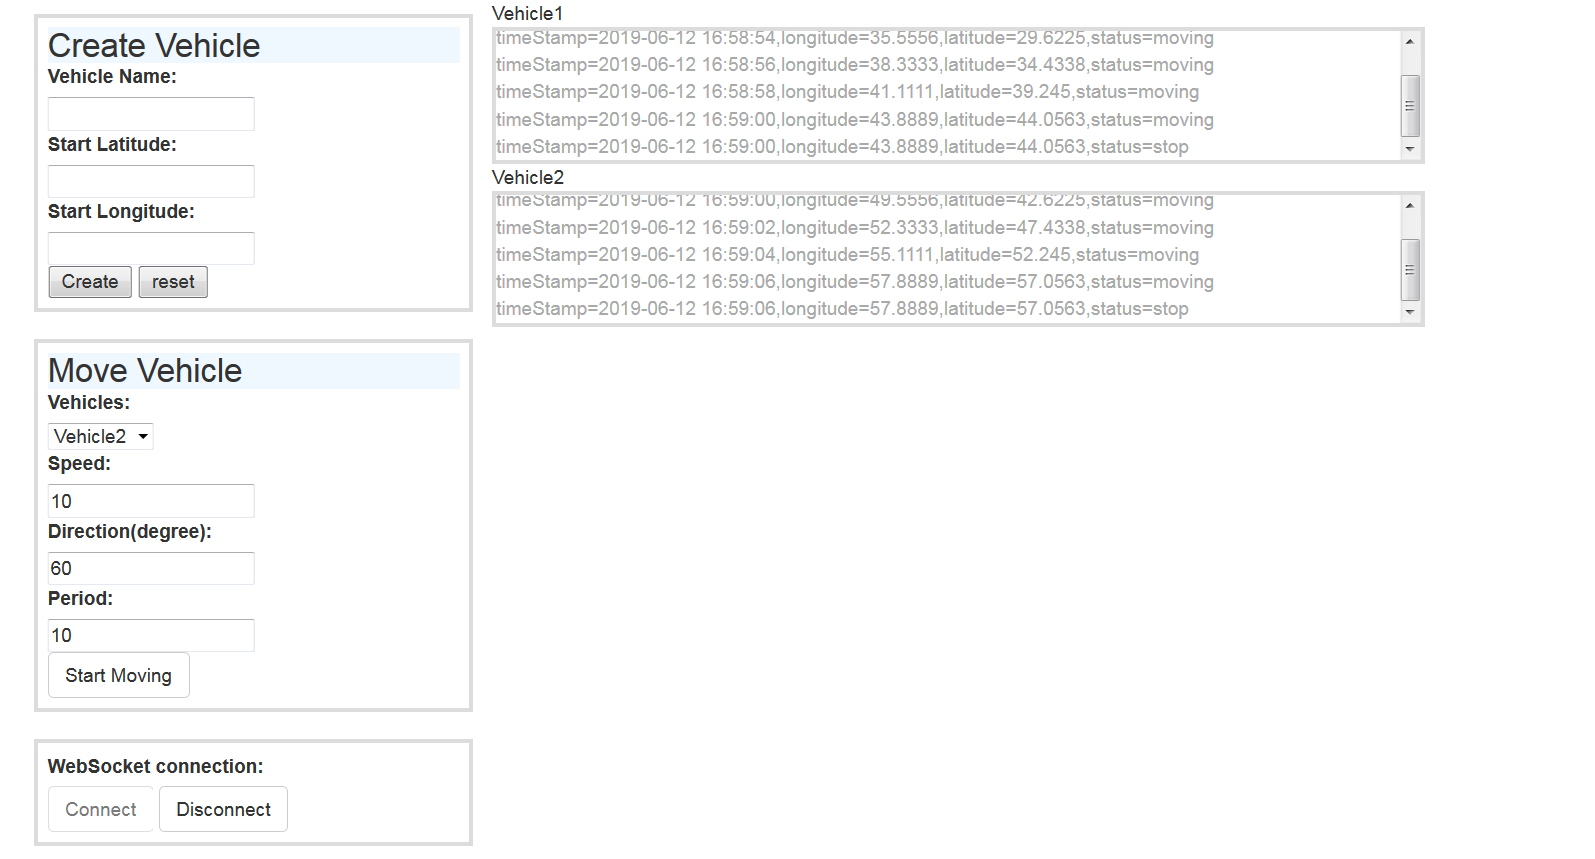 Create Vehicle
Vehicle Name:
Start Latitude:
Start Longitude:
Create reset
Move Vehicle
Vehicles:
Vehicle2
Speed:
10
Direction(degree):
60
Period:
10
Start Moving
WebSocket connection:
Connect Disconnect
Vehicle1
timeStamp=2019-06-12 16:58:54,longitude=35.5556,latitude=29.6225,status=moving
timeStamp=2019-06-12 16:58:56,longitude=38.3333,latitude=34.4338,status=moving
timeStamp=2019-06-12 16:58:58,longitude=41.1111,latitude=39.245,status=moving
timeStamp=2019-06-12 16:59:00,longitude=43.8889,latitude=44.0563,status=moving
timeStamp=2019-06-12 16:59:00,longitude=43.8889,latitude=44.0563,status=stop
Vehicle2
timeStamp=2019-06-12 16:59:00,longitude=49.5556,latitude=42.6225,status=moving
timeStamp=2019-06-12 16:59:02,longitude=52.3333,latitude=47.4338,status=moving
timeStamp=2019-06-12 16:59:04,longitude=55.1111,latitude=52.245,status=moving
timeStamp=2019-06-12 16:59:06,longitude=57.8889,latitude=57.0563,status=moving
timeStamp=2019-06-12 16:59:06,longitude=57.8889,latitude=57.0563,status=stop